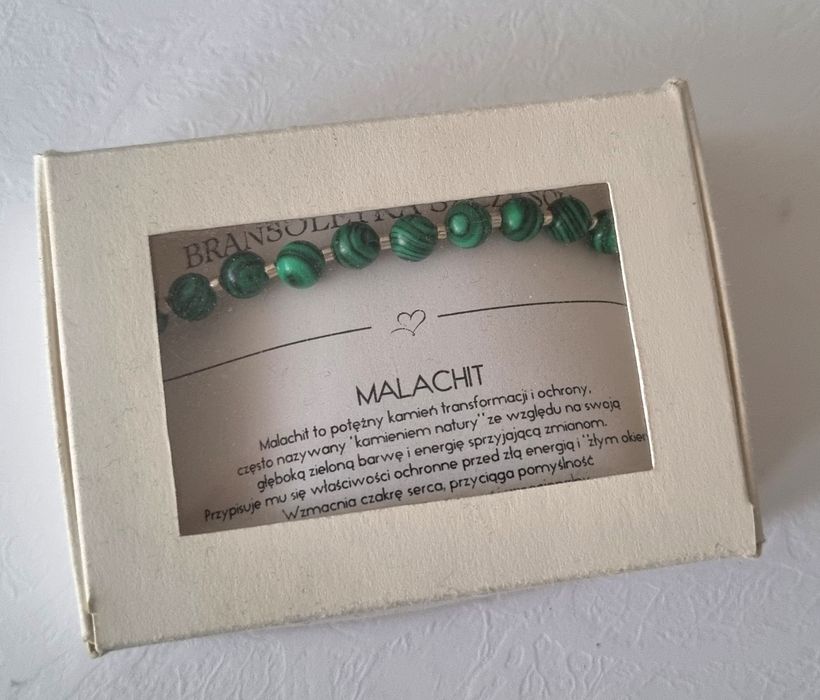 BRANSOLETKA
MALACHIT
Malachit to potężny kamień transformacji i ochrony,
często nazywany "kamieniem natury" ze względu na swoją
głęboką zieloną barwę i energię sprzyjającą zmianom.
Przypisuje mu się właściwości ochronne przed złą energią i "złym okiem
Wzmacnia czakrę serca, przyciąga pomyślność